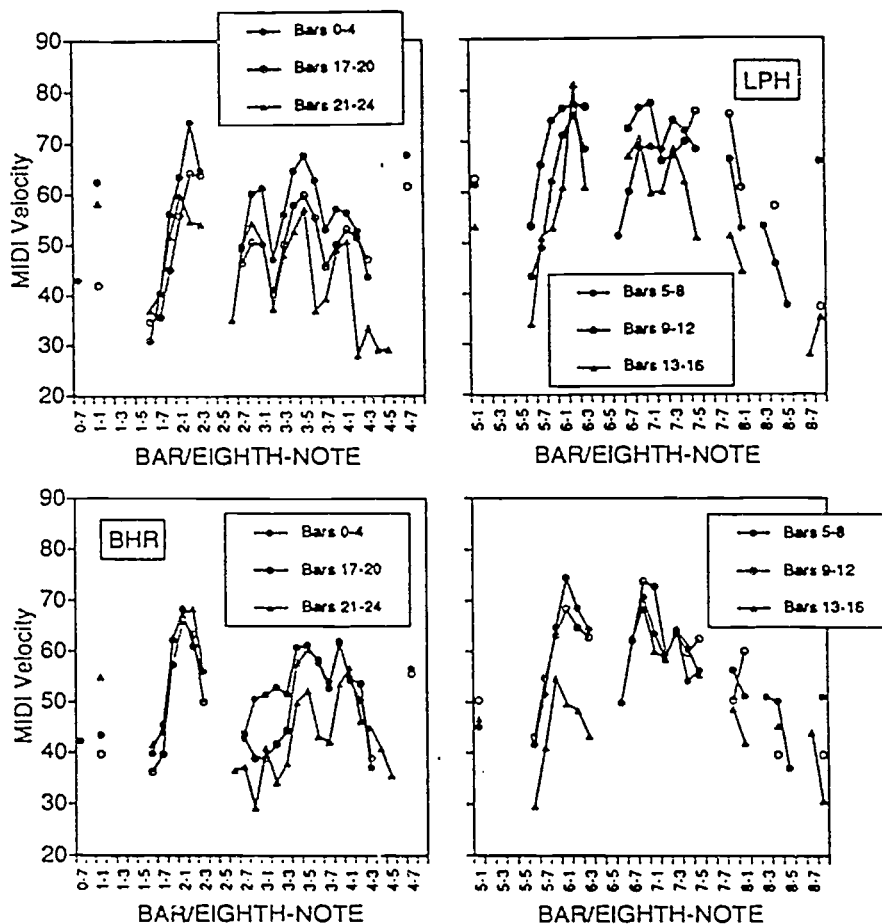 90
80
70
60
50
40
30
20
MIDI Velocity
Bars 0-4
Bars 17-20
Bars 21-24
0-7 1-1 1-3 1-5 1-7 2-1 2-3 2-5 2-7 3-1 3-3 3-5 3-7 4-1 4-3 4-5 4-7
BAR/EIGHTH-NOTE
LPH
Bars 5-8
Bars 9-12
Bars 13-16
5-1 5-3 5-5 5-7 6-1 6-3 6-5 6-7 7-1 7-3 7-5 7-7 8-1 8-3 8-5 8-7
BAR/EIGHTH-NOTE
90
80
70
60
50
40
30
20
MIDI Velocity
BHR
Bars 0-4
Bars 17-20
Bars 21-24
0-7 1-1 1-3 1-5 1-7 2-1 2-3 2-5 2-7 3-1 3-3 3-5 3-7 4-1 4-3 4-5 4-7
BAR/EIGHTH-NOTE
Bars 5-8
Bars 9-12
Bars 13-16
5-1 5-3 5-5 5-7 6-1 6-3 6-5 6-7 7-1 7-3 7-5 7-7 8-1 8-3 8-5 8-7
BAR/EIGHTH-NOTE